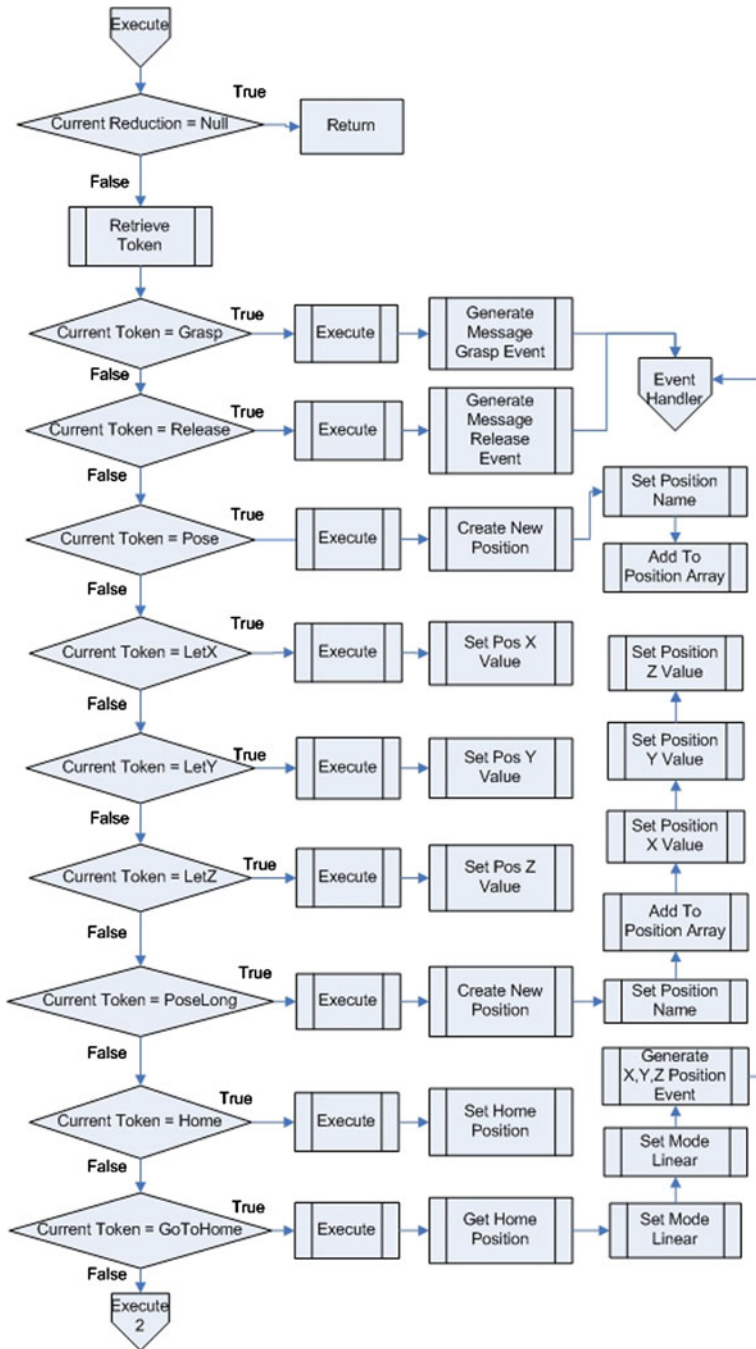 Execute
True
Current Reduction = Null
Return
False
Retrieve
Token
True
Current Token = Grasp
Execute
Generate
Message
Grasp Event
Event
Handler
False
True
Current Token = Release
Execute
Generate
Message
Release
Event
False
True
Current Token = Pose
Execute
Create New
Position
Set Position
Name
Add To
Position Array
False
True
Current Token = LetX
Execute
Set Pos X
Value
Set Position
Z Value
False
True
Current Token = LetY
Execute
Set Pos Y
Value
Set Position
Y Value
False
True
Current Token = LetZ
Execute
Set Pos Z
Value
Set Position
X Value
Add To
Position Array
False
True
Current Token = PoseLong
Execute
Create New
Position
Set Position
Name
False
True
Current Token = Home
Execute
Set Home
Position
Generate
X,Y,Z Position
Event
Set Mode
Linear
False
True
Current Token = GoToHome
Execute
Get Home
Position
Set Mode
Linear
False
Execute
2